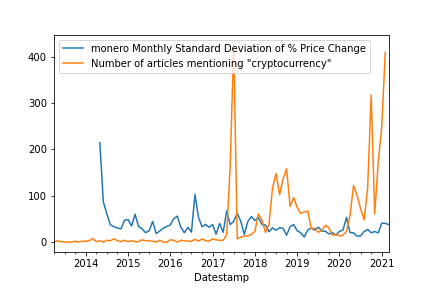 monero Monthly Standard Deviation of % Price Change
Number of articles mentioning "cryptocurrency"
400
300
200
100
0
2014 2015 2016 2017 2018 2019 2020 2021
Datestamp